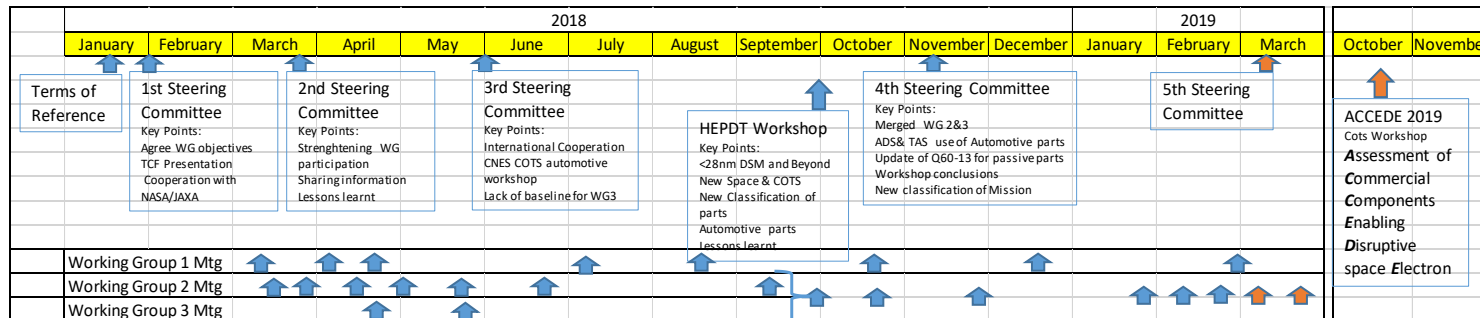 2018
2019
January
February
March
April
May
June
July
August
September
October
November
December
January
February
March
October
Novembe
Terms of
Reference
1st Steering
Committee
Key Points:
Agree WG objectives
TCF Presentation
Cooperation with
NASA/JAXA
2nd Steering
Committee
Key Points:
Strenghtening WG
participation
Sharing information
Lessons learnt
3rd Steering
Committee
Key Points:
International Cooperation
CNES COTS automotive
workshop
Lack of baseline for WG3
HEPDT Workshop
Key Points:
<28nm DSM and Beyond
New Space & COTS
New Classification of
parts
Automotive parts
Lessons learnt
4th Steering Committee
Key Points:
Merged WG 2&3
ADS& TAS use of Automotive parts
Update of Q60-13 for passive parts
Workshop conclusions
New classification of Mission
5th Steering
Committee
ACCEDE 2019
Cots Workshop
Assessment of
Commercial
Components
Enabling
Disruptive
space Electron
Working Group 1 Mtg
Working Group 2 Mtg
Working Group 3 Mtg